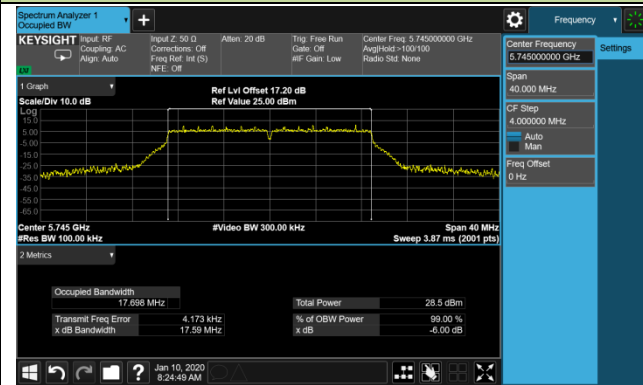 Spectrum Analyzer 1
Occupied BW
Frequency
KEYSIGHT
Input: RF
Coupling: AC
Align: Auto
Input Z: 50 Ω
Corrections: Off
Freq Ref: Int (S)
NFE: Off
Atten: 20 dB
Trig: Free Run
Gate: Off
#IF Gain: Low
Center Freq: 5.745000000 GHz
Avg|Hold:>100/100
Radio Std: None
Center Frequency
5.745000000 GHz
Settings
Span
40.000 MHz
CF Step
4.000000 MHz
Auto
Man
Freq Offset
0 Hz
1 Graph
Scale/Div 10.0 dB
Ref Lvl Offset 17.20 dB
Ref Value 25.00 dBm
Log
15.0
5.00
-5.00
-15.0
-25.0
-35.0
-45.0
-55.0
-65.0
Center 5.745 GHz
#Res BW 100.00 kHz
#Video BW 300.00 kHz
Span 40 MHz
Sweep 3.87 ms (2001 pts)
2 Metrics
Occupied Bandwidth
17.698 MHz
Transmit Freq Error 4.173 kHz
x dB Bandwidth 17.59 MHz
Total Power 28.5 dBm
% of OBW Power 99.00 %
x dB -6.00 dB
Jan 10, 2020
8:24:49 AM